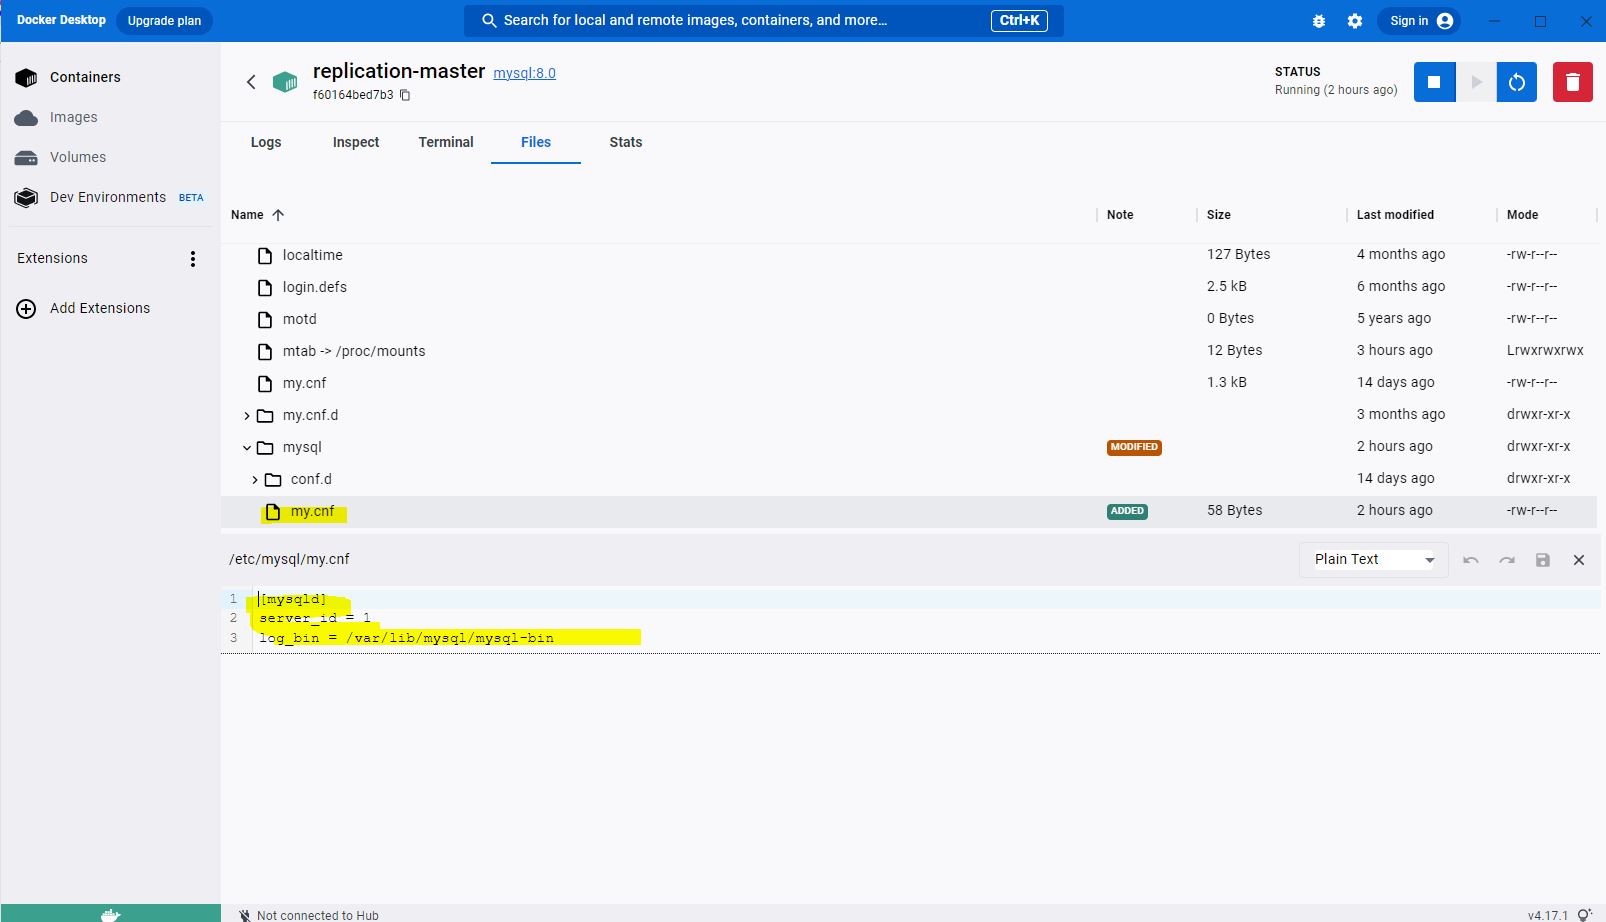 Docker Desktop Upgrade plan Search for local and remote images, containers, and more... Ctrl+K Sign in
Containers
Images
Volumes
Dev Environments BETA
Extensions
Add Extensions
replication-master mysql:8.0
f60164bed7b3
STATUS
Running (2 hours ago)
Logs Inspect Terminal Files Stats
Name Note Size Last modified Mode
localtime 127 Bytes 4 months ago -rw-r--r--
login.defs 2.5 kB 6 months ago -rw-r--r--
motd 0 Bytes 5 years ago -rw-r--r--
mtab -> /proc/mounts 12 Bytes 3 hours ago Lrwxrwxrwx
my.cnf 1.3 kB 14 days ago -rw-r--r--
my.cnf.d 3 months ago drwxr-xr-x
mysql MODIFIED 2 hours ago drwxr-xr-x
conf.d 14 days ago drwxr-xr-x
my.cnf ADDED 58 Bytes 2 hours ago -rw-r--r--
/etc/mysql/my.cnf Plain Text
1 [mysqld]
2 server_id = 1
3 log_bin = /var/lib/mysql/mysql-bin
Not connected to Hub v4.17.1